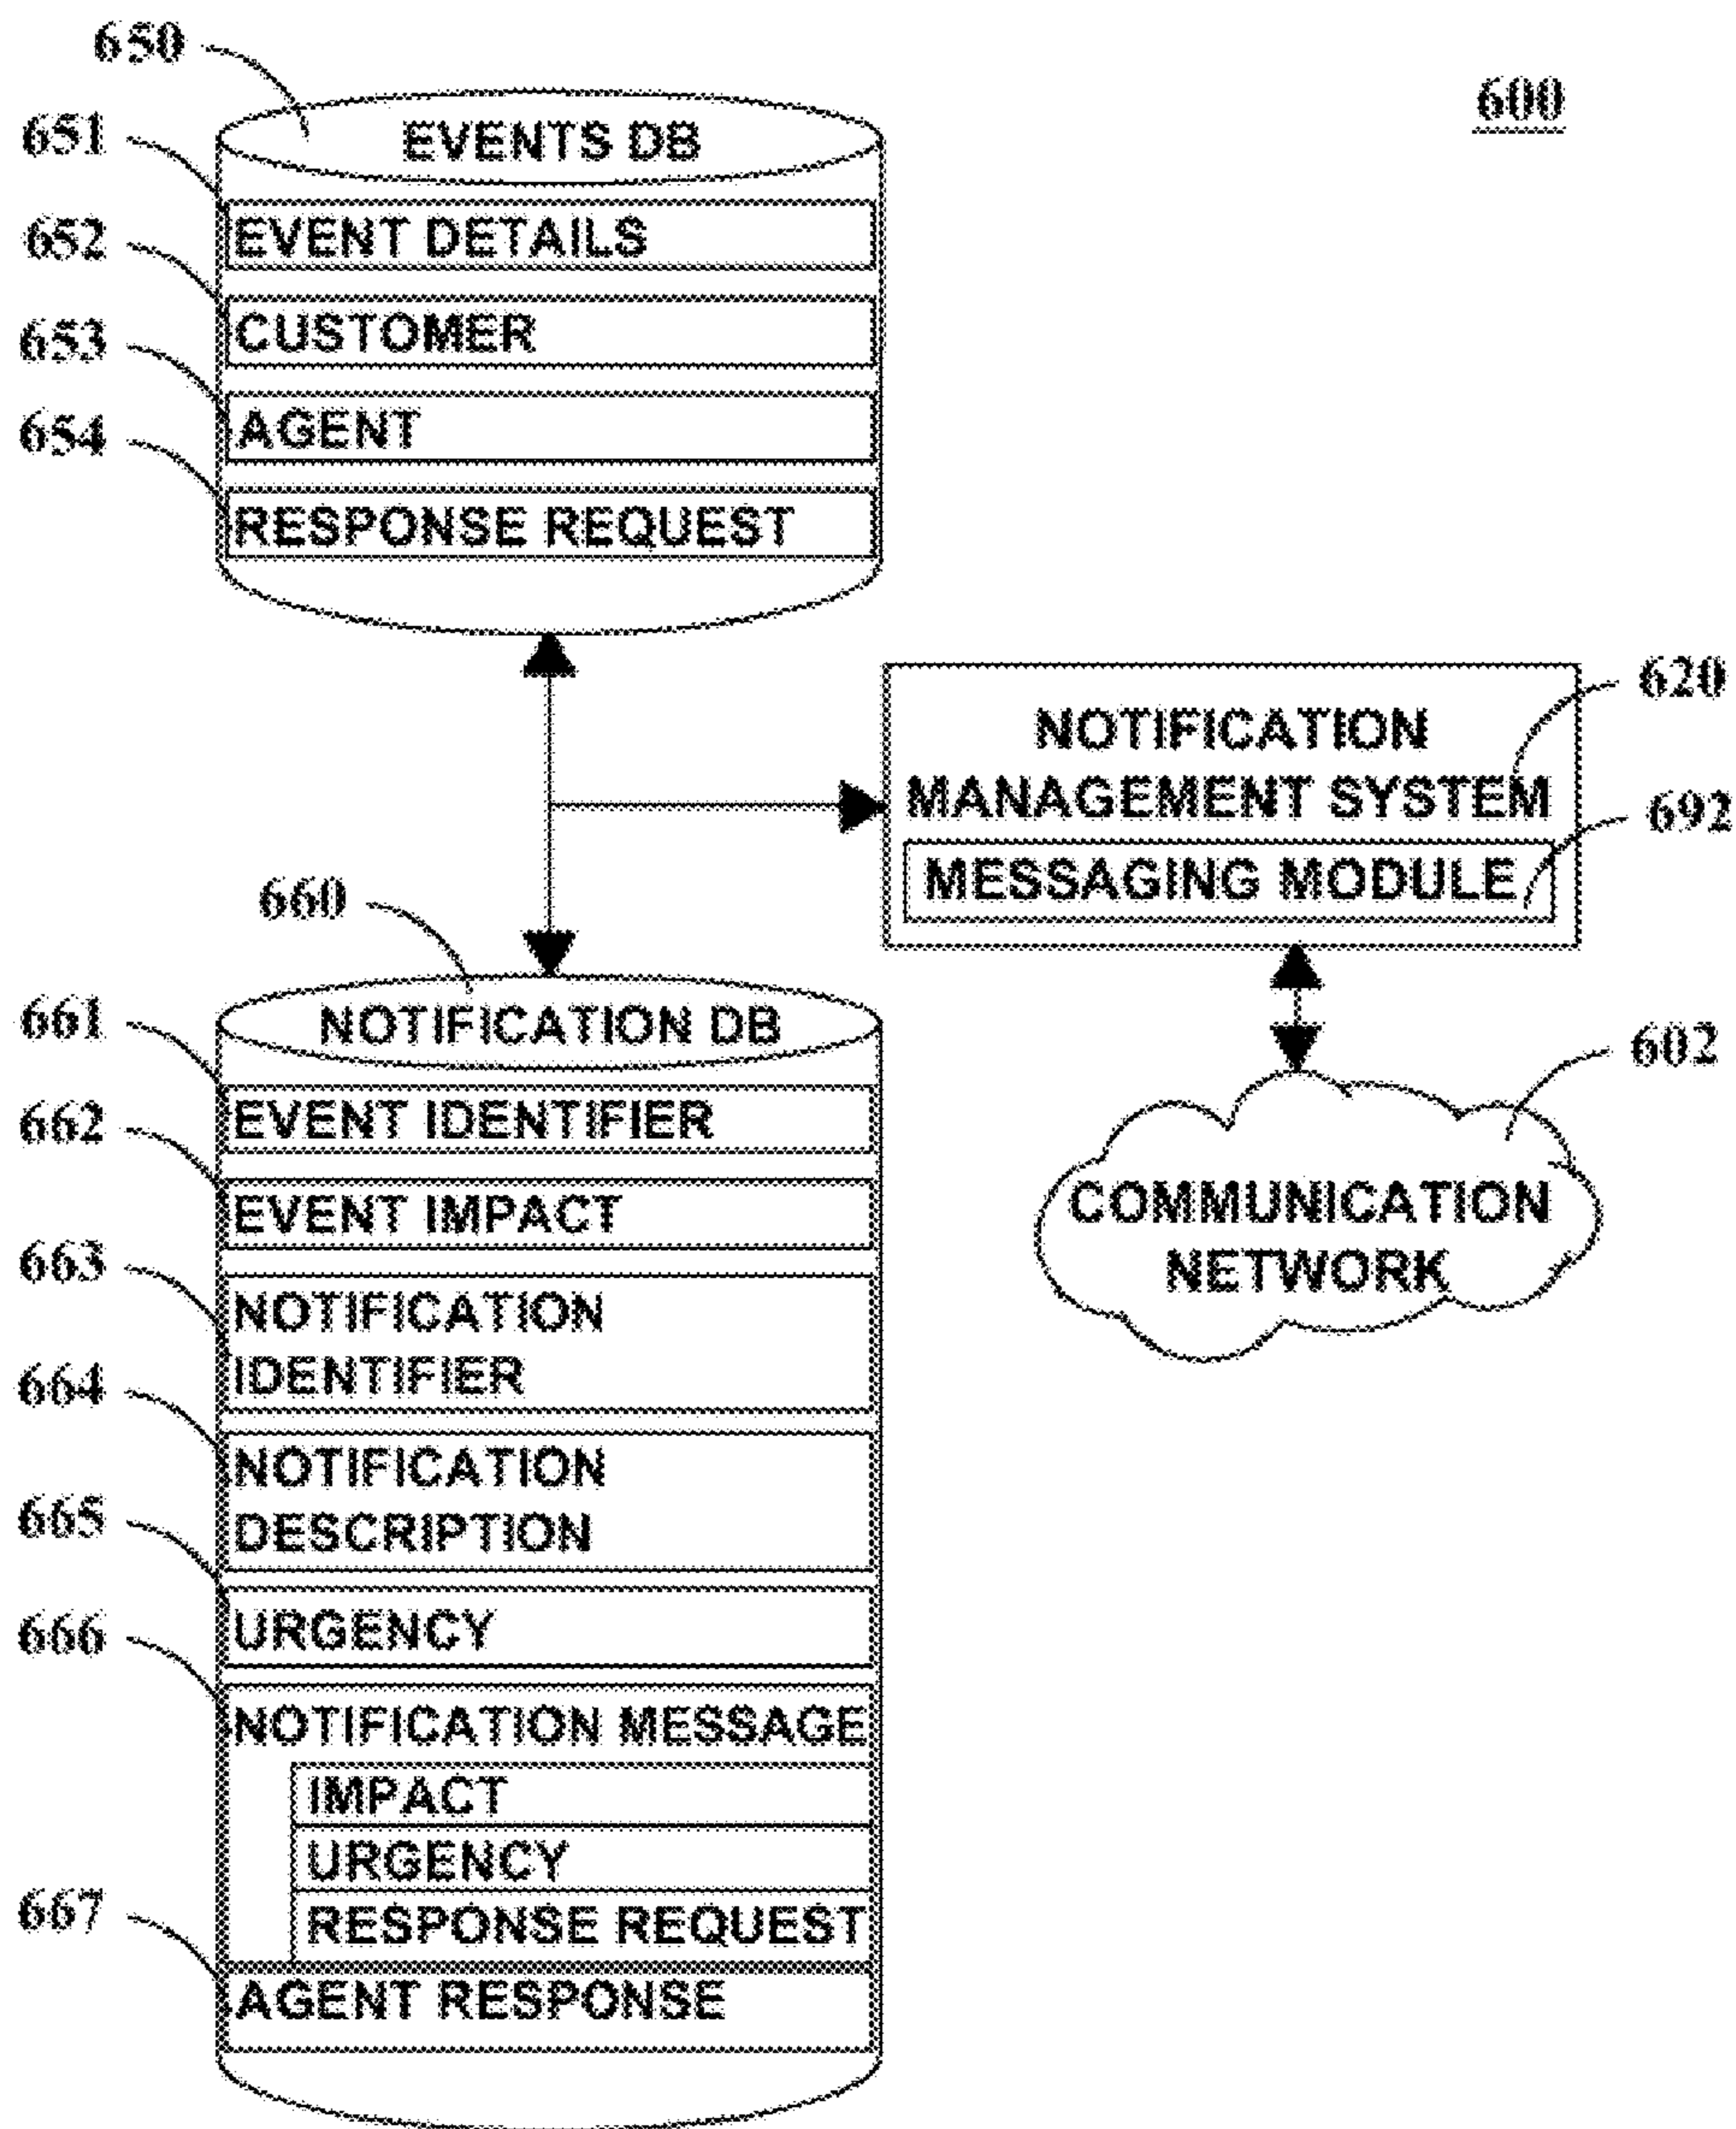 650
600
EVENTS DB
651
EVENT DETAILS
652
CUSTOMER
653
AGENT
654
RESPONSE REQUEST
620
NOTIFICATION
MANAGEMENT SYSTEM
692
MESSAGING MODULE
660
NOTIFICATION DB
661
EVENT IDENTIFIER
602
662
EVENT IMPACT
COMMUNICATION
NETWORK
663
NOTIFICATION
IDENTIFIER
664
NOTIFICATION
DESCRIPTION
665
URGENCY
666
NOTIFICATION MESSAGE
IMPACT
URGENCY
RESPONSE REQUEST
667
AGENT RESPONSE